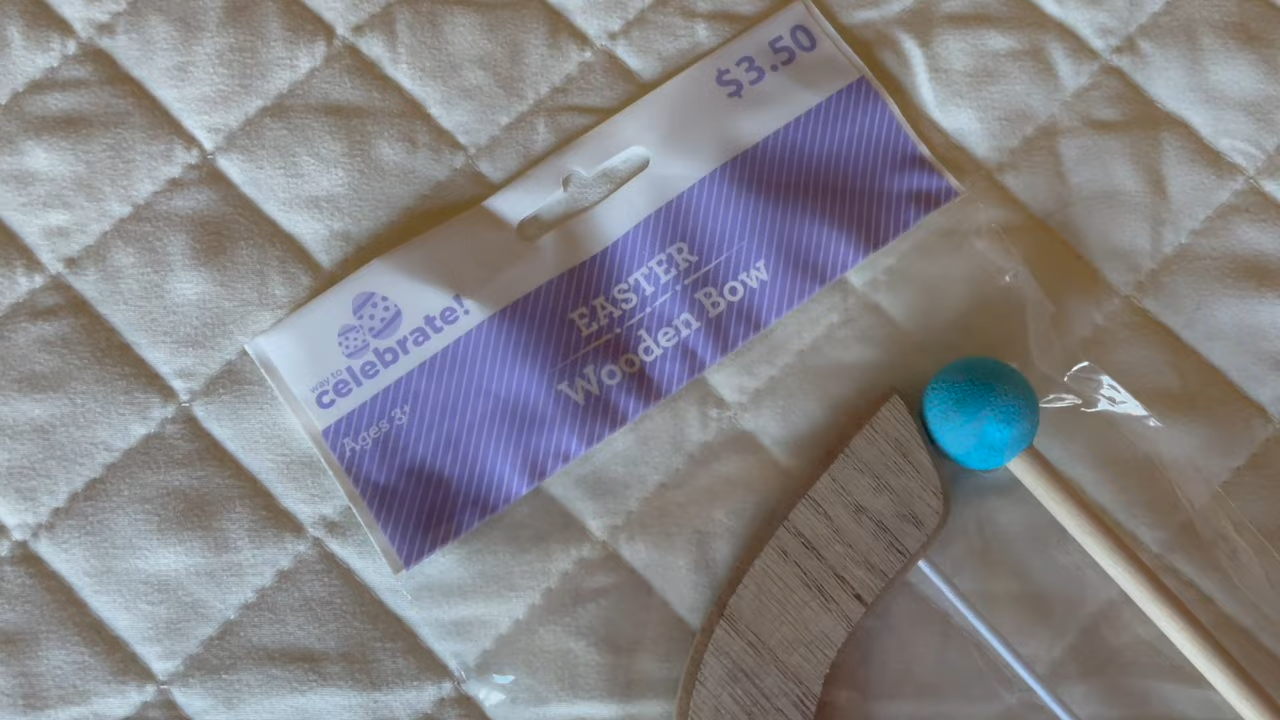 $3.50
way to
celebrate!
Ages 3+
EASTER
Wooden Bow